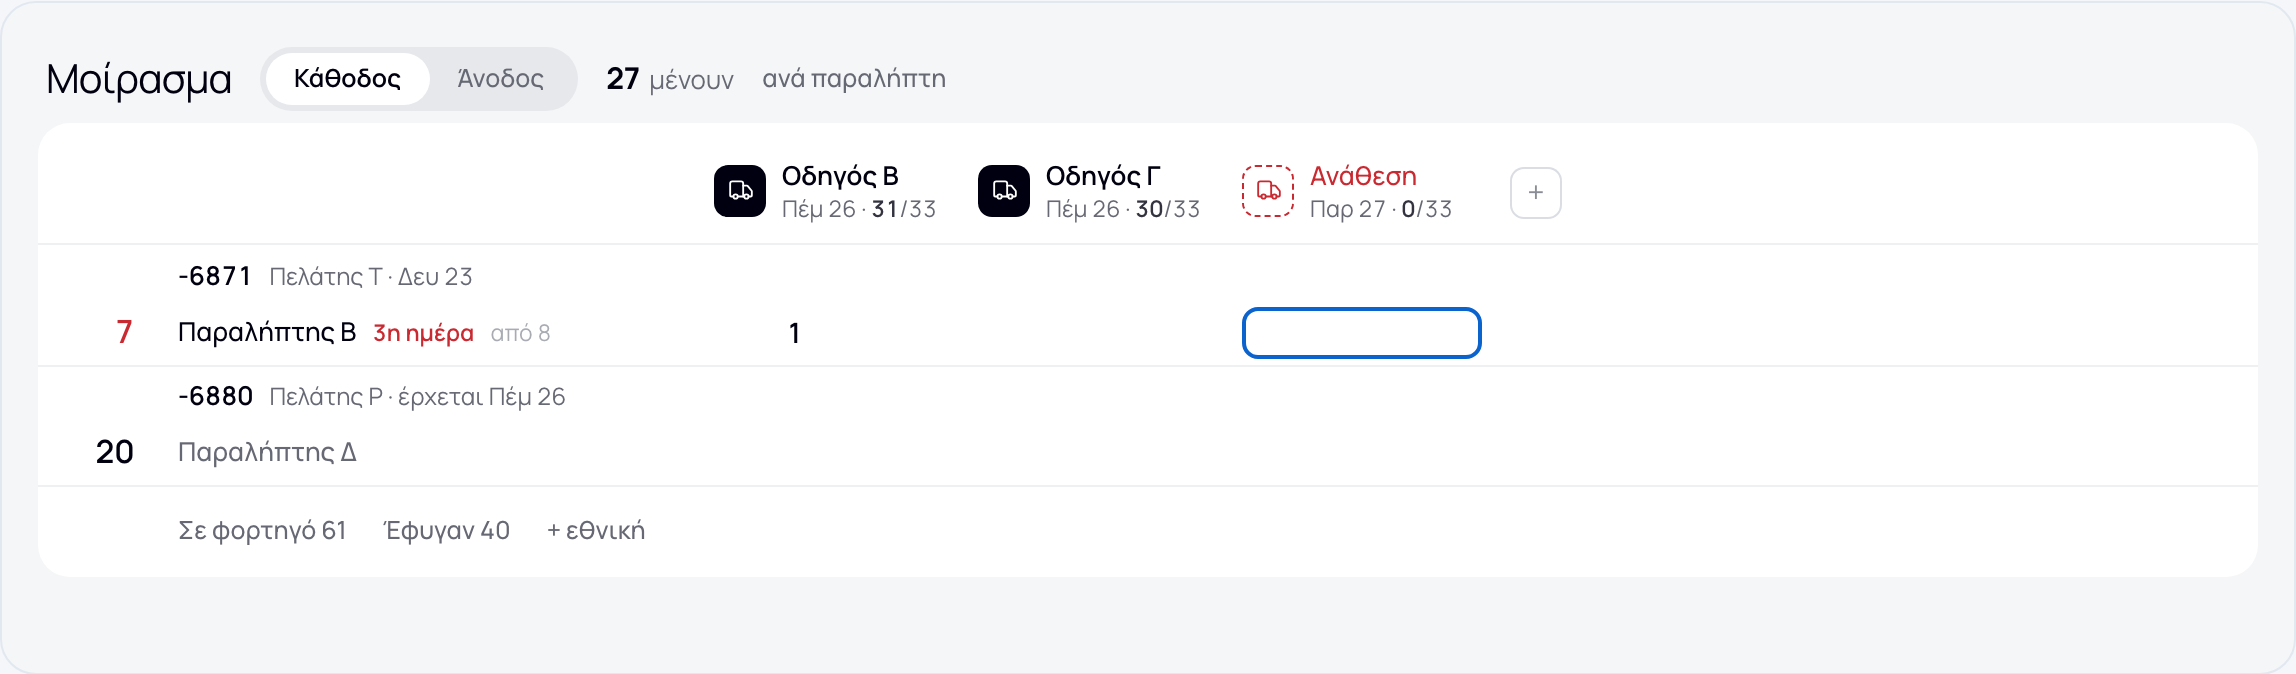 Μοίρασμα Κάθοδος Άνοδος 27 μένουν ανά παραλήπτη
Οδηγός Β
Πέμ 26 · 31/33
Οδηγός Γ
Πέμ 26 · 30/33
Ανάθεση
Παρ 27 · 0/33
+
-6871 Πελάτης Τ · Δευ 23
7 Παραλήπτης Β 3η ημέρα από 8 1
-6880 Πελάτης Ρ · έρχεται Πέμ 26
20 Παραλήπτης Δ
Σε φορτηγό 61 Έφυγαν 40 + εθνική